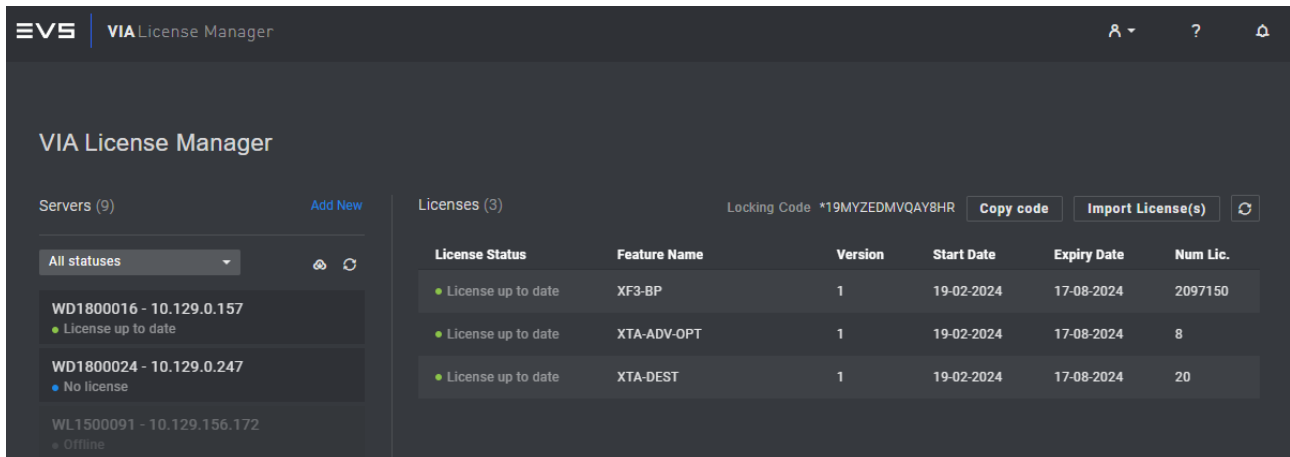 EVS VIA License Manager ?
VIA License Manager
Servers (9) Add New
All statuses
WD1800016 - 10.129.0.157
License up to date
WD1800024 - 10.129.0.247
No license
WL1500091 - 10.129.156.172
Offline
Licenses (3) Locking Code *19MYZEDMVQAY8HR Copy code Import License(s)
License Status Feature Name Version Start Date Expiry Date Num Lic.
License up to date XF3-BP 1 19-02-2024 17-08-2024 2097150
License up to date XTA-ADV-OPT 1 19-02-2024 17-08-2024 8
License up to date XTA-DEST 1 19-02-2024 17-08-2024 20